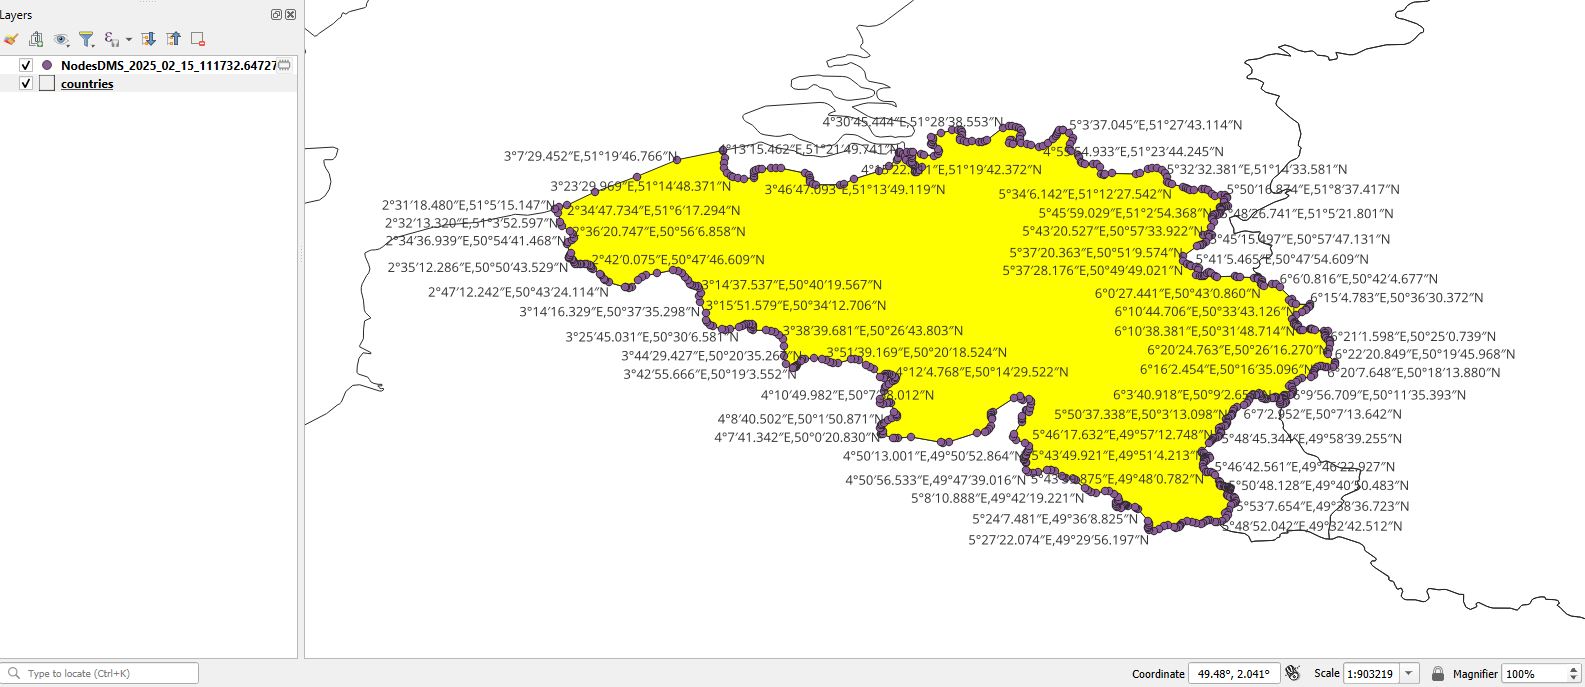 Layers
NodesDMS_2025_02_15_111732.64727
countries
4°30′45.444″E,51°28′38.553″N
5°3′37.045″E,51°27′43.114″N
4°13′15.462″E,51°21′49.741″N
3°7′29.452″E,51°19′46.766″N
51°23′44.245″N
51°19′42.372″N
5°32′32.381″E,51°14′33.581″N
3°23′29.969″E,51°14′48.371″N
3°46′47.093″E,51°13′49.119″N
5°34′6.142″E,51°12′27.542″N
5°50′16.874″E,51°8′37.417″N
2°31′18.480″E,51°5′15.147″N
2°34′47.734″E,51°6′17.294″N
5°45′59.029″E,51°2′54.368″N
5°48′26.741″E,51°5′21.801″N
2°32′13.320″E,51°3′52.597″N
2°36′20.747″E,50°56′6.858″N
5°43′20.527″E,50°57′33.922″N
2°34′36.939″E,50°54′41.468″N
5°45′15.497″E,50°57′47.131″N
5°37′20.363″E,50°51′9.574″N
2°42′0.075″E,50°47′46.609″N
5°41′5.465″E,50°47′54.609″N
2°35′12.286″E,50°50′43.529″N
5°37′28.176″E,50°49′49.021″N
6°6′0.816″E,50°42′4.677″N
3°14′37.537″E,50°40′19.567″N
2°47′12.242″E,50°43′24.114″N
6°0′27.441″E,50°43′0.860″N
6°15′4.783″E,50°36′30.372″N
3°15′51.579″E,50°34′12.706″N
3°14′16.329″E,50°37′35.298″N
6°10′44.706″E,50°33′43.126″N
3°38′39.681″E,50°26′43.803″N
6°10′38.381″E,50°31′48.714″N
3°25′45.031″E,50°30′6.581″N
6°21′1.598″E,50°25′0.739″N
3°51′39.169″E,50°20′18.524″N
6°20′24.763″E,50°26′16.270″N
3°44′29.427″E,50°20′35.260″N
6°22′20.849″E,50°19′45.968″N
4°12′4.768″E,50°14′29.522″N
6°16′2.454″E,50°16′35.096″N
3°42′55.666″E,50°19′3.552″N
6°20′7.648″E,50°18′13.880″N
4°10′49.982″E,
6°3′40.918″E,
6°9′56.709″E,50°11′35.393″N
4°8′40.502″E,50°1′50.871″N
5°50′37.338″E,50°3′13.098″N
6°7′2.952″E,50°7′13.642″N
4°7′41.342″E,50°0′20.830″N
5°46′17.632″E,49°57′12.748″N
5°48′45.344″E,49°58′39.255″N
4°50′13.001″E,49°50′52.864″N
5°43′49.921″E,49°51′4.213″N
5°46′42.561″E,49°46′22.927″N
4°50′56.533″E,49°47′39.016″N
49°48′0.782″N
5°50′48.128″E,49°40′50.483″N
5°8′10.888″E,49°42′19.221″N
5°53′7.654″E,49°38′36.723″N
5°24′7.481″E,49°36′8.825″N
5°48′52.042″E,49°32′42.512″N
5°27′22.074″E,49°29′56.197″N
Type to locate (Ctrl+K)
Coordinate 49.48°, 2.041° Scale 1:903219 Magnifier 100%